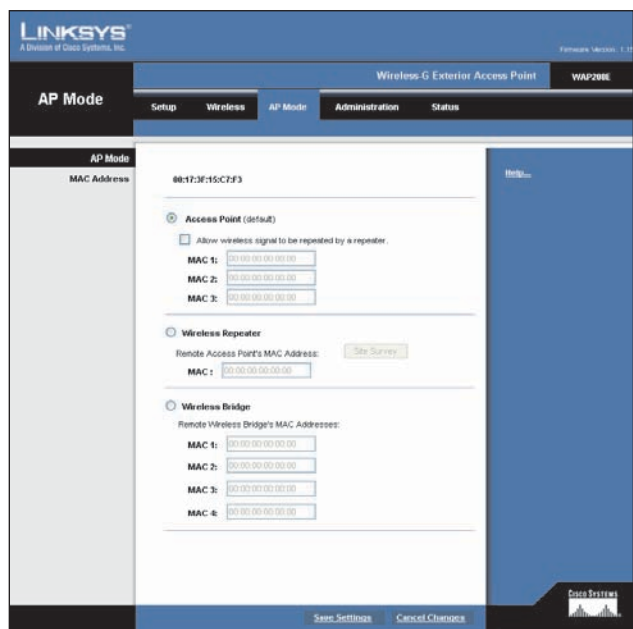 LINKSYS®
A Division of Cisco Systems, Inc.
Firmware Version: 1.15
Wireless-G Exterior Access Point WAP200E
AP Mode
Setup Wireless AP Mode Administration Status
AP Mode
MAC Address 00:17:3F:15:C7:F3
Help...
Access Point (default)
Allow wireless signal to be repeated by a repeater.
MAC 1: 00:00:00:00:00:00
MAC 2: 00:00:00:00:00:00
MAC 3: 00:00:00:00:00:00
Wireless Repeater
Remote Access Point's MAC Address: Site Survey
MAC : 00:00:00:00:00:00
Wireless Bridge
Remote Wireless Bridge's MAC Addresses:
MAC 1: 00:00:00:00:00:00
MAC 2: 00:00:00:00:00:00
MAC 3: 00:00:00:00:00:00
MAC 4: 00:00:00:00:00:00
Save Settings Cancel Changes
CISCO SYSTEMS